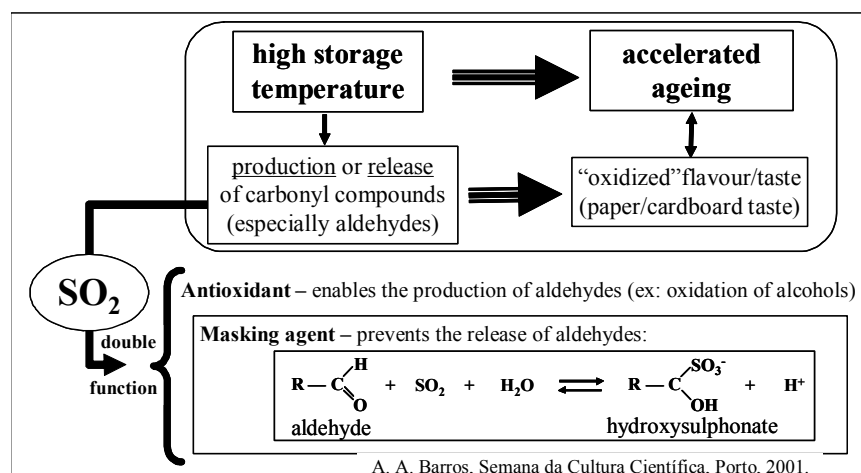 high storage
temperature
accelerated
ageing
production or release
of carbonyl compounds
(especially aldehydes)
“oxidized”flavour/taste
(paper/cardboard taste)
SO2
double
function
Antioxidant – enables the production of aldehydes (ex: oxidation of alcohols)
Masking agent – prevents the release of aldehydes:
H
R — C
O
+ SO2 + H2O
SO3-
R — C
OH
+ H+
aldehyde
hydroxysulphonate
A. A. Barros, Semana da Cultura Científica, Porto, 2001.